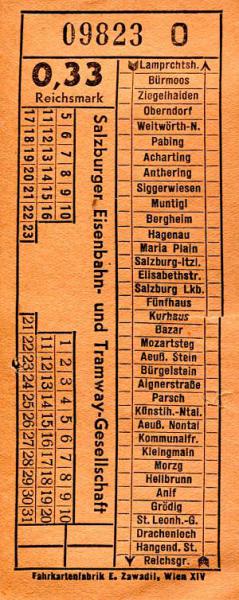 09823 O
0,33
Reichsmark
5 6 7 8 9 10
11 12 13 14 15 16
17 18 19 20 21 22 23
Salzburger Eisenbahn- und Tramway-Gesellschaft
1 2 3 4 5 6 7 8 9 10
11 12 13 14 15 16 17 18 19 20
21 22 23 24 25 26 27 28 29 30 31
Lamprchtsh.
Bürmoos
Ziegelhaiden
Oberndorf
Weitwörth-N.
Pabing
Acharting
Anthering
Siggerwiesen
Muntigl
Bergheim
Hagenau
Maria Plain
Salzburg-Itzl.
Elisabethstr.
Salzburg Lkb.
Fünfhaus
Kurhaus
Bazar
Mozartsteg
Aeuß. Stein
Bürgelstein
Aignerstraße
Parsch
Künstlh.-Ntal.
Aeuß. Nontal
Kommunalfr.
Kleingmain
Morzg
Hellbrunn
Anif
Grödig
St. Leonh.-G.
Drachenloch
Hangend. St.
Reichsgr.
Fahrkartenfabrik E. Zawadil, Wien XIV